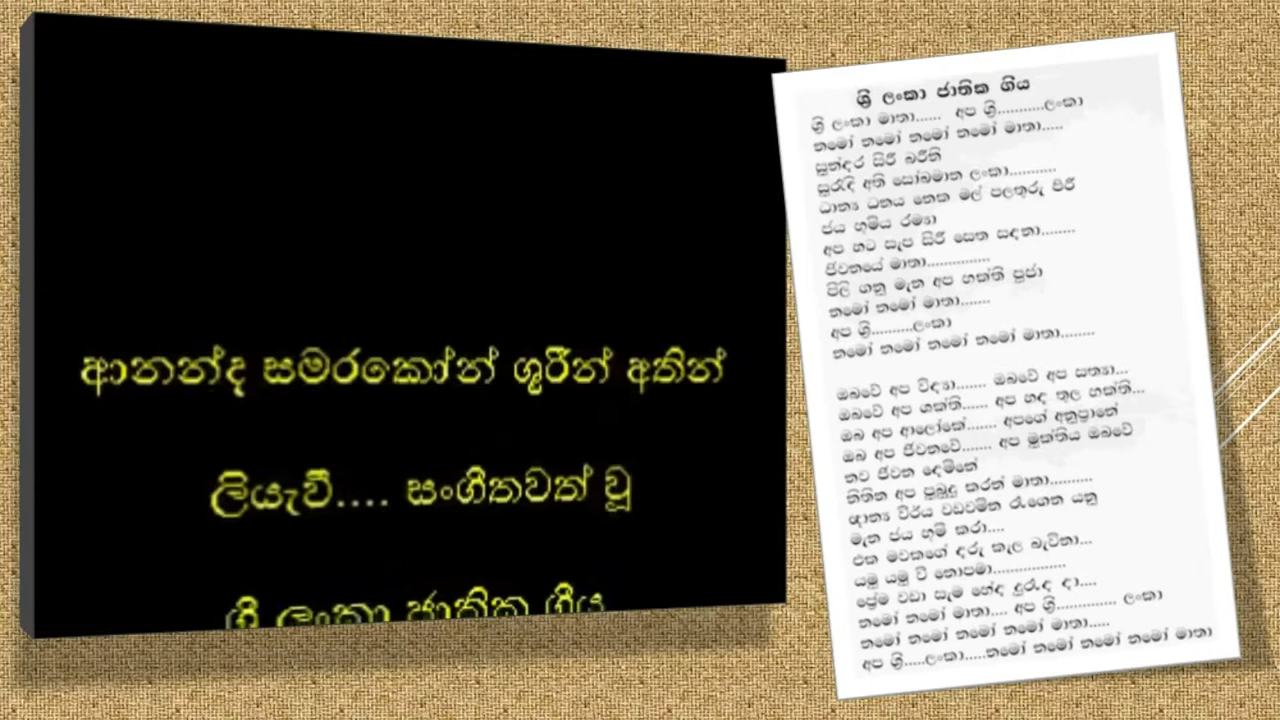 ආනන්ද සමරකෝන් ශූරීන් අතින්
ලියැවී.... සංගීතවත් වූ
ශ්‍රී ලංකා ජාතික ගීය
ශ්‍රී ලංකා ජාතික ගීය
ශ්‍රී ලංකා මාතා...... අප ශ්‍රී...........ලංකා
නමෝ නමෝ නමෝ නමෝ මාතා.....
සුන්දර සිරී බරිනි
සුරැඳි අති සෝබමාන ලංකා...........
ධාන්‍ය ධනය නෙක මල් පලතුරු පිරී
ජය භුමිය රම්‍යා
අප හට සැප සිරි සෙත සදනා........
ජීවනයේ මාතා...............
පිලි ගනු මැන අප භක්ති පූජා
නමෝ නමෝ මාතා.......
අප ශ්‍රී..........ලංකා
නමෝ නමෝ නමෝ නමෝ මාතා........
ඔබවේ අප විද්‍යා....... ඔබවේ අප සත්‍යා...
ඔබවේ අප ශක්ති...... අප හද තුල භක්ති...
ඔබ අප ආලෝකේ....... අපගේ අනුප්‍රානේ
ඔබ අප ජීවනවේ....... අප මුක්තිය ඔබවේ
නව ජීවන දෙමිනේ
නිතින අප පුබුදු කරන් මාතා..........
ඥාන්‍ය වීර්ය වඩවමින රැ.ගෙන යනු
මැන ජය භුමි කරා....
එක මවකගේ දරු කැල බැවිනා...
යමු යමු වී නොපමා................
ප්‍රේම වඩා සැම භේද දුරැ.ද දා....
නමෝ නමෝ මාතා.... අප ශ්‍රී............. ලංකා
නමෝ නමෝ නමෝ නමෝ මාතා.....
අප ශ්‍රී.....ලංකා.....නමෝ නමෝ නමෝ නමෝ මාතා